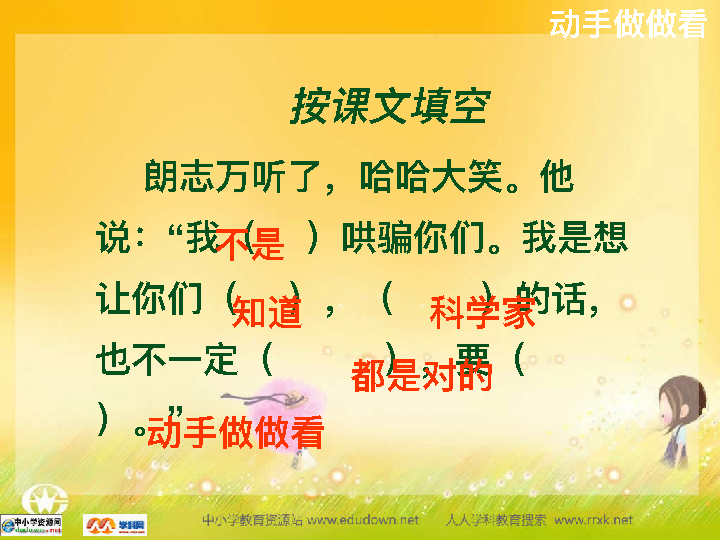 动手做做看
按课文填空
朗志万听了，哈哈大笑。他
说：“我（不是）哄骗你们。我是想
让你们（知道），（科学家）的话，
也不一定（都是对的），要（
动手做做看）。”
中小学资源网
学科网
中小学教育资源站 www.edudown.net 人人学科教育搜索 www.rrxk.net